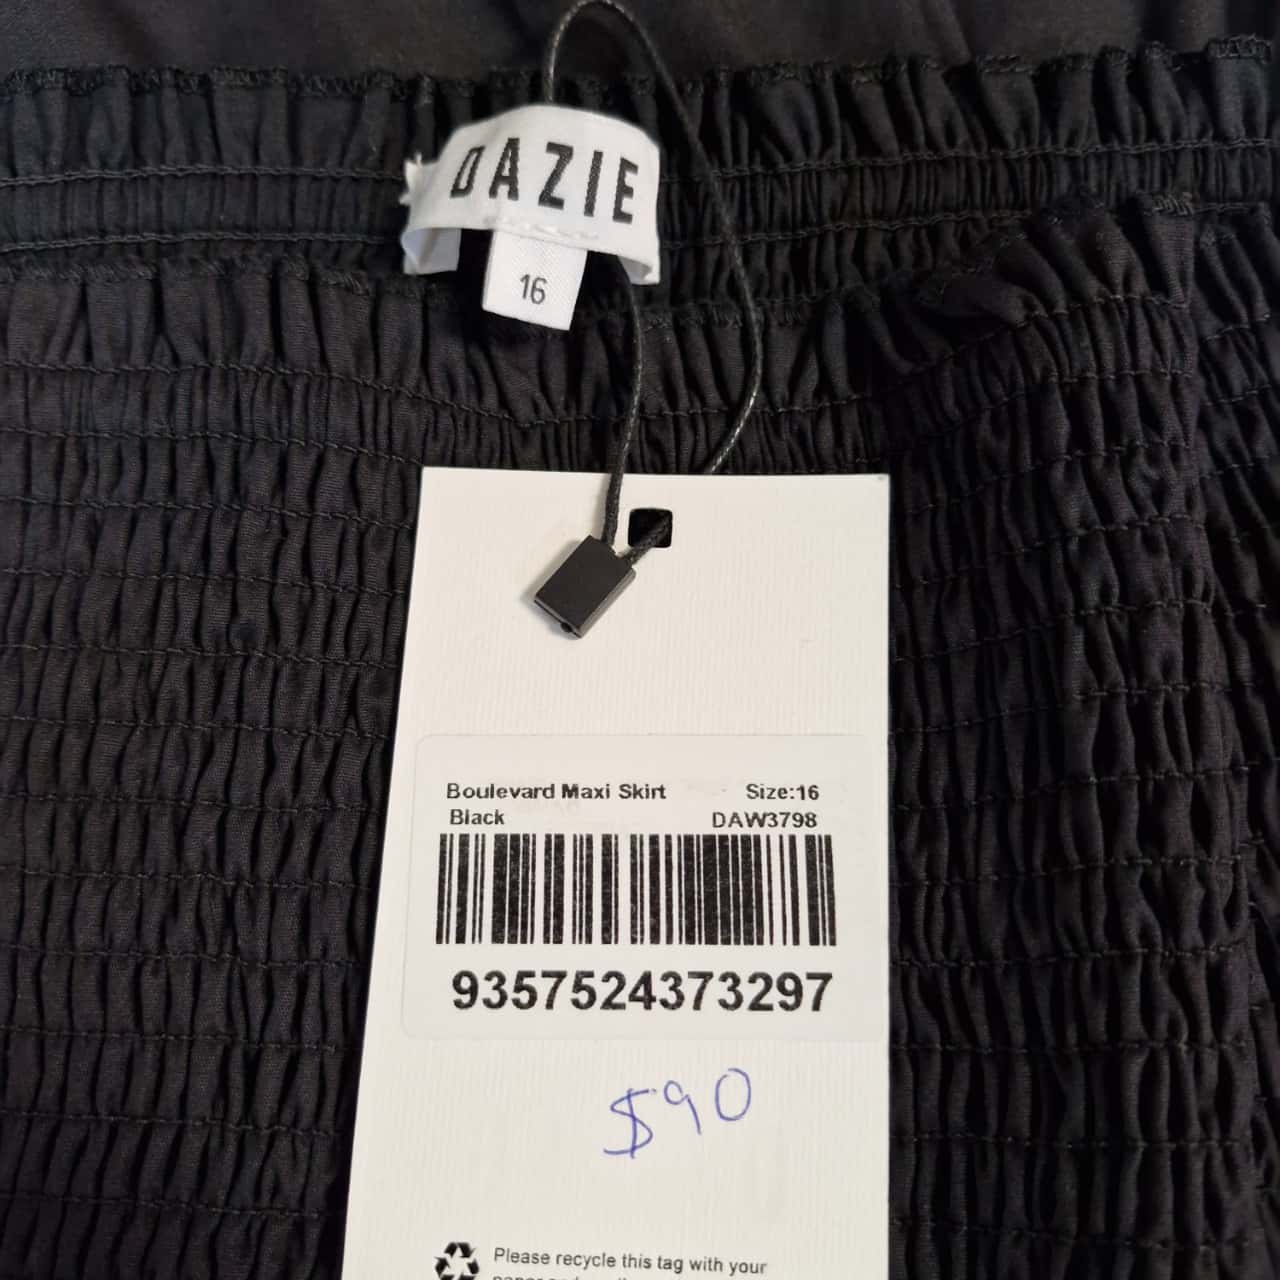 DAZIE
16
Boulevard Maxi Skirt Size:16
Black DAW3798
9357524373297
$90
Please recycle this tag with your